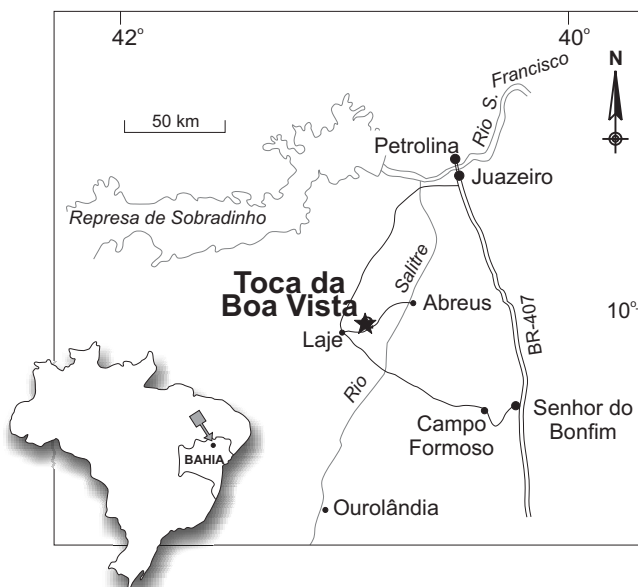 42°
40°
N
50 km
Rio S. Francisco
Petrolina
Juazeiro
Represa de Sobradinho
Salitre
Toca da
Boa Vista
Abreus
10°
Laje
BR-407
Rio
Campo
Formoso
Senhor do
Bonfim
BAHIA
Ourolândia